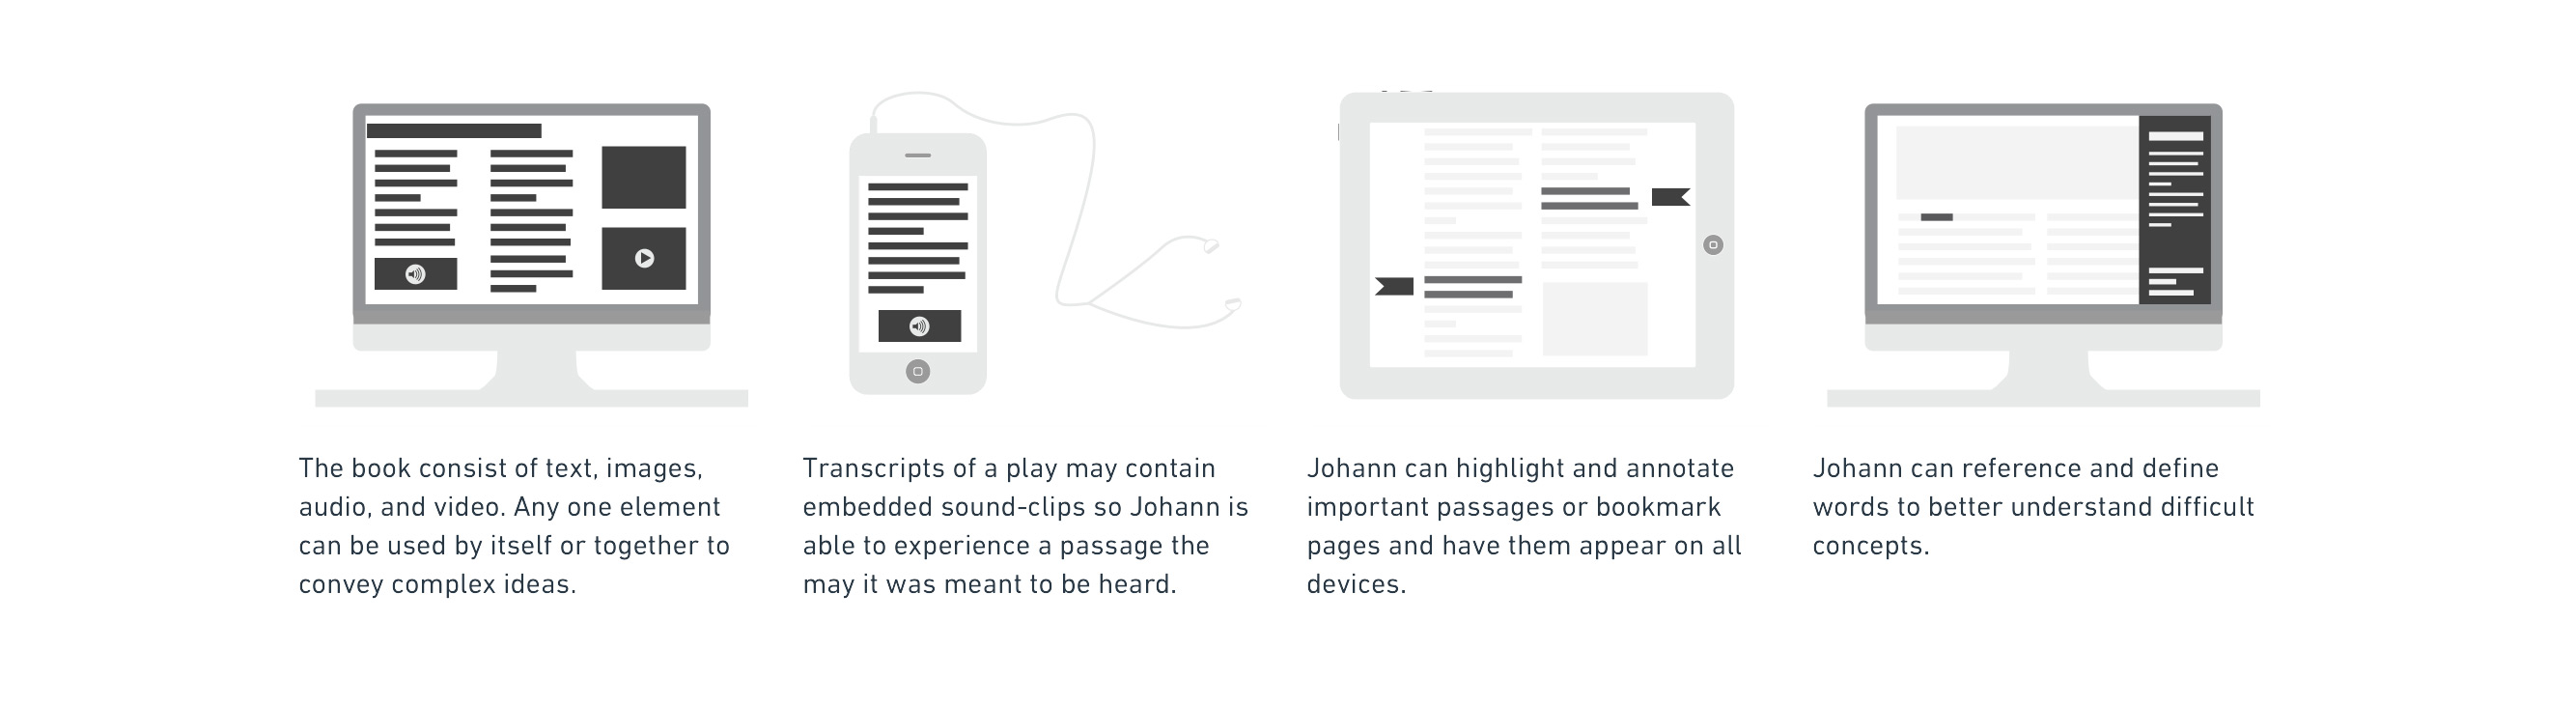 The book consist of text, images,
audio, and video. Any one element
can be used by itself or together to
convey complex ideas.
Transcripts of a play may contain
embedded sound-clips so Johann is
able to experience a passage the
may it was meant to be heard.
Johann can highlight and annotate
important passages or bookmark
pages and have them appear on all
devices.
Johann can reference and define
words to better understand difficult
concepts.